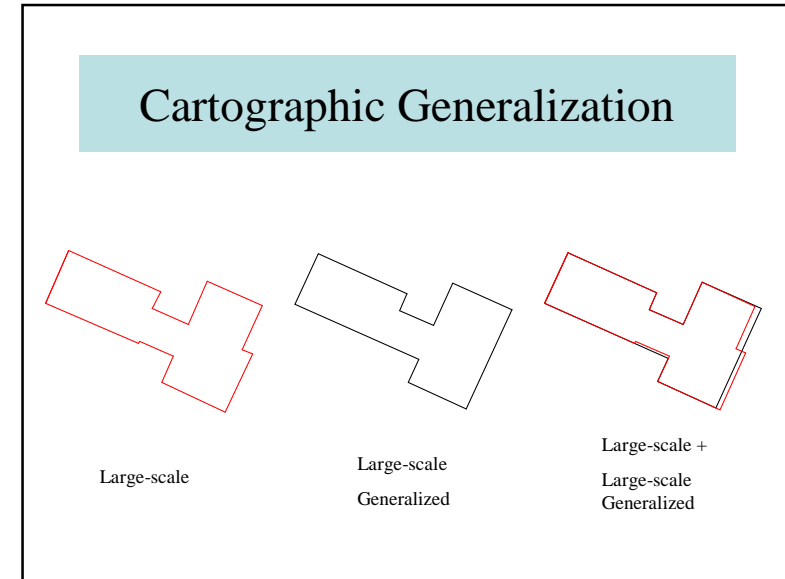 Cartographic Generalization
Large-scale
Large-scale
Generalized
Large-scale +
Large-scale
Generalized